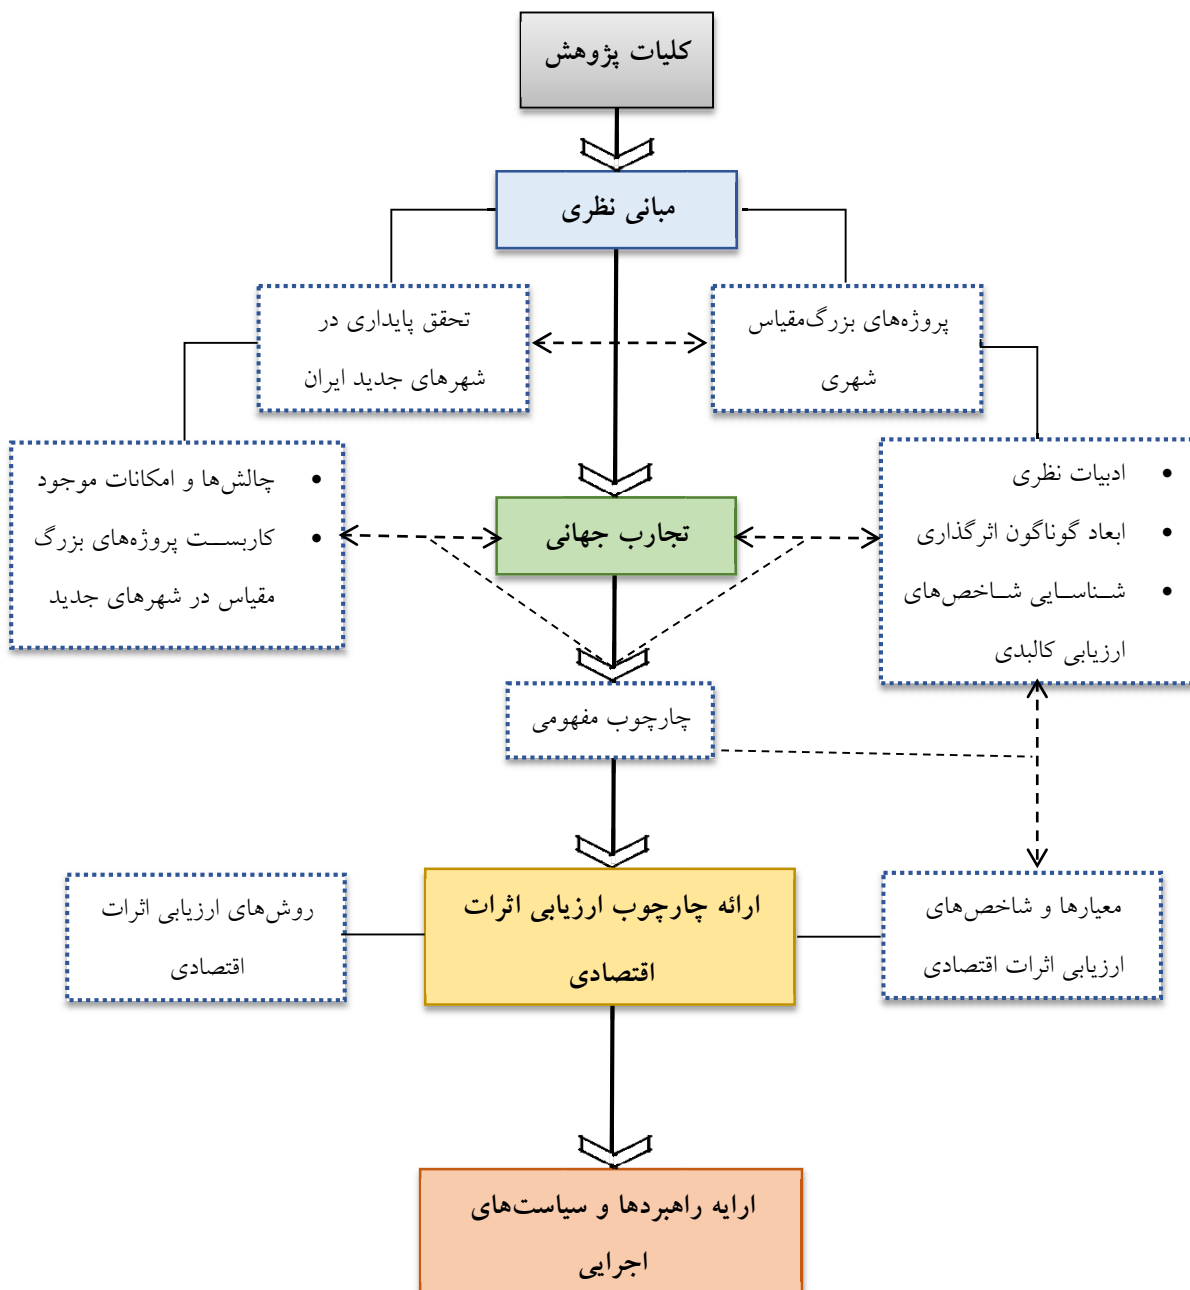 کلیات پژوهش
مبانی نظری
پروژه‌های بزرگ‌مقیاس
شهری
تحقق پایداری در
شهرهای جدید ایران
• ادبیات نظری
• ابعاد گوناگون اثرگذاری
• شناسایی شاخص‌های
ارزیابی کالبدی
تجارب جهانی
• چالش‌ها و امکانات موجود
• کاربست پروژه‌های بزرگ
مقیاس در شهرهای جدید
چارچوب مفهومی
معیارها و شاخص‌های
ارزیابی اثرات اقتصادی
ارائه چارچوب ارزیابی اثرات
اقتصادی
روش‌های ارزیابی اثرات
اقتصادی
ارایه راهبردها و سیاست‌های
اجرایی